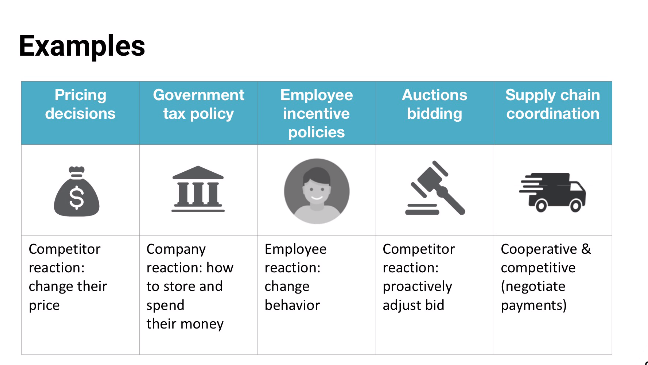 Examples
Pricing
decisions
Government
tax policy
Employee
incentive
policies
Auctions
bidding
Supply chain
coordination
$
Competitor
reaction:
change their
price
Company
reaction: how
to store and
spend
their money
Employee
reaction:
change
behavior
Competitor
reaction:
proactively
adjust bid
Cooperative &
competitive
(negotiate
payments)